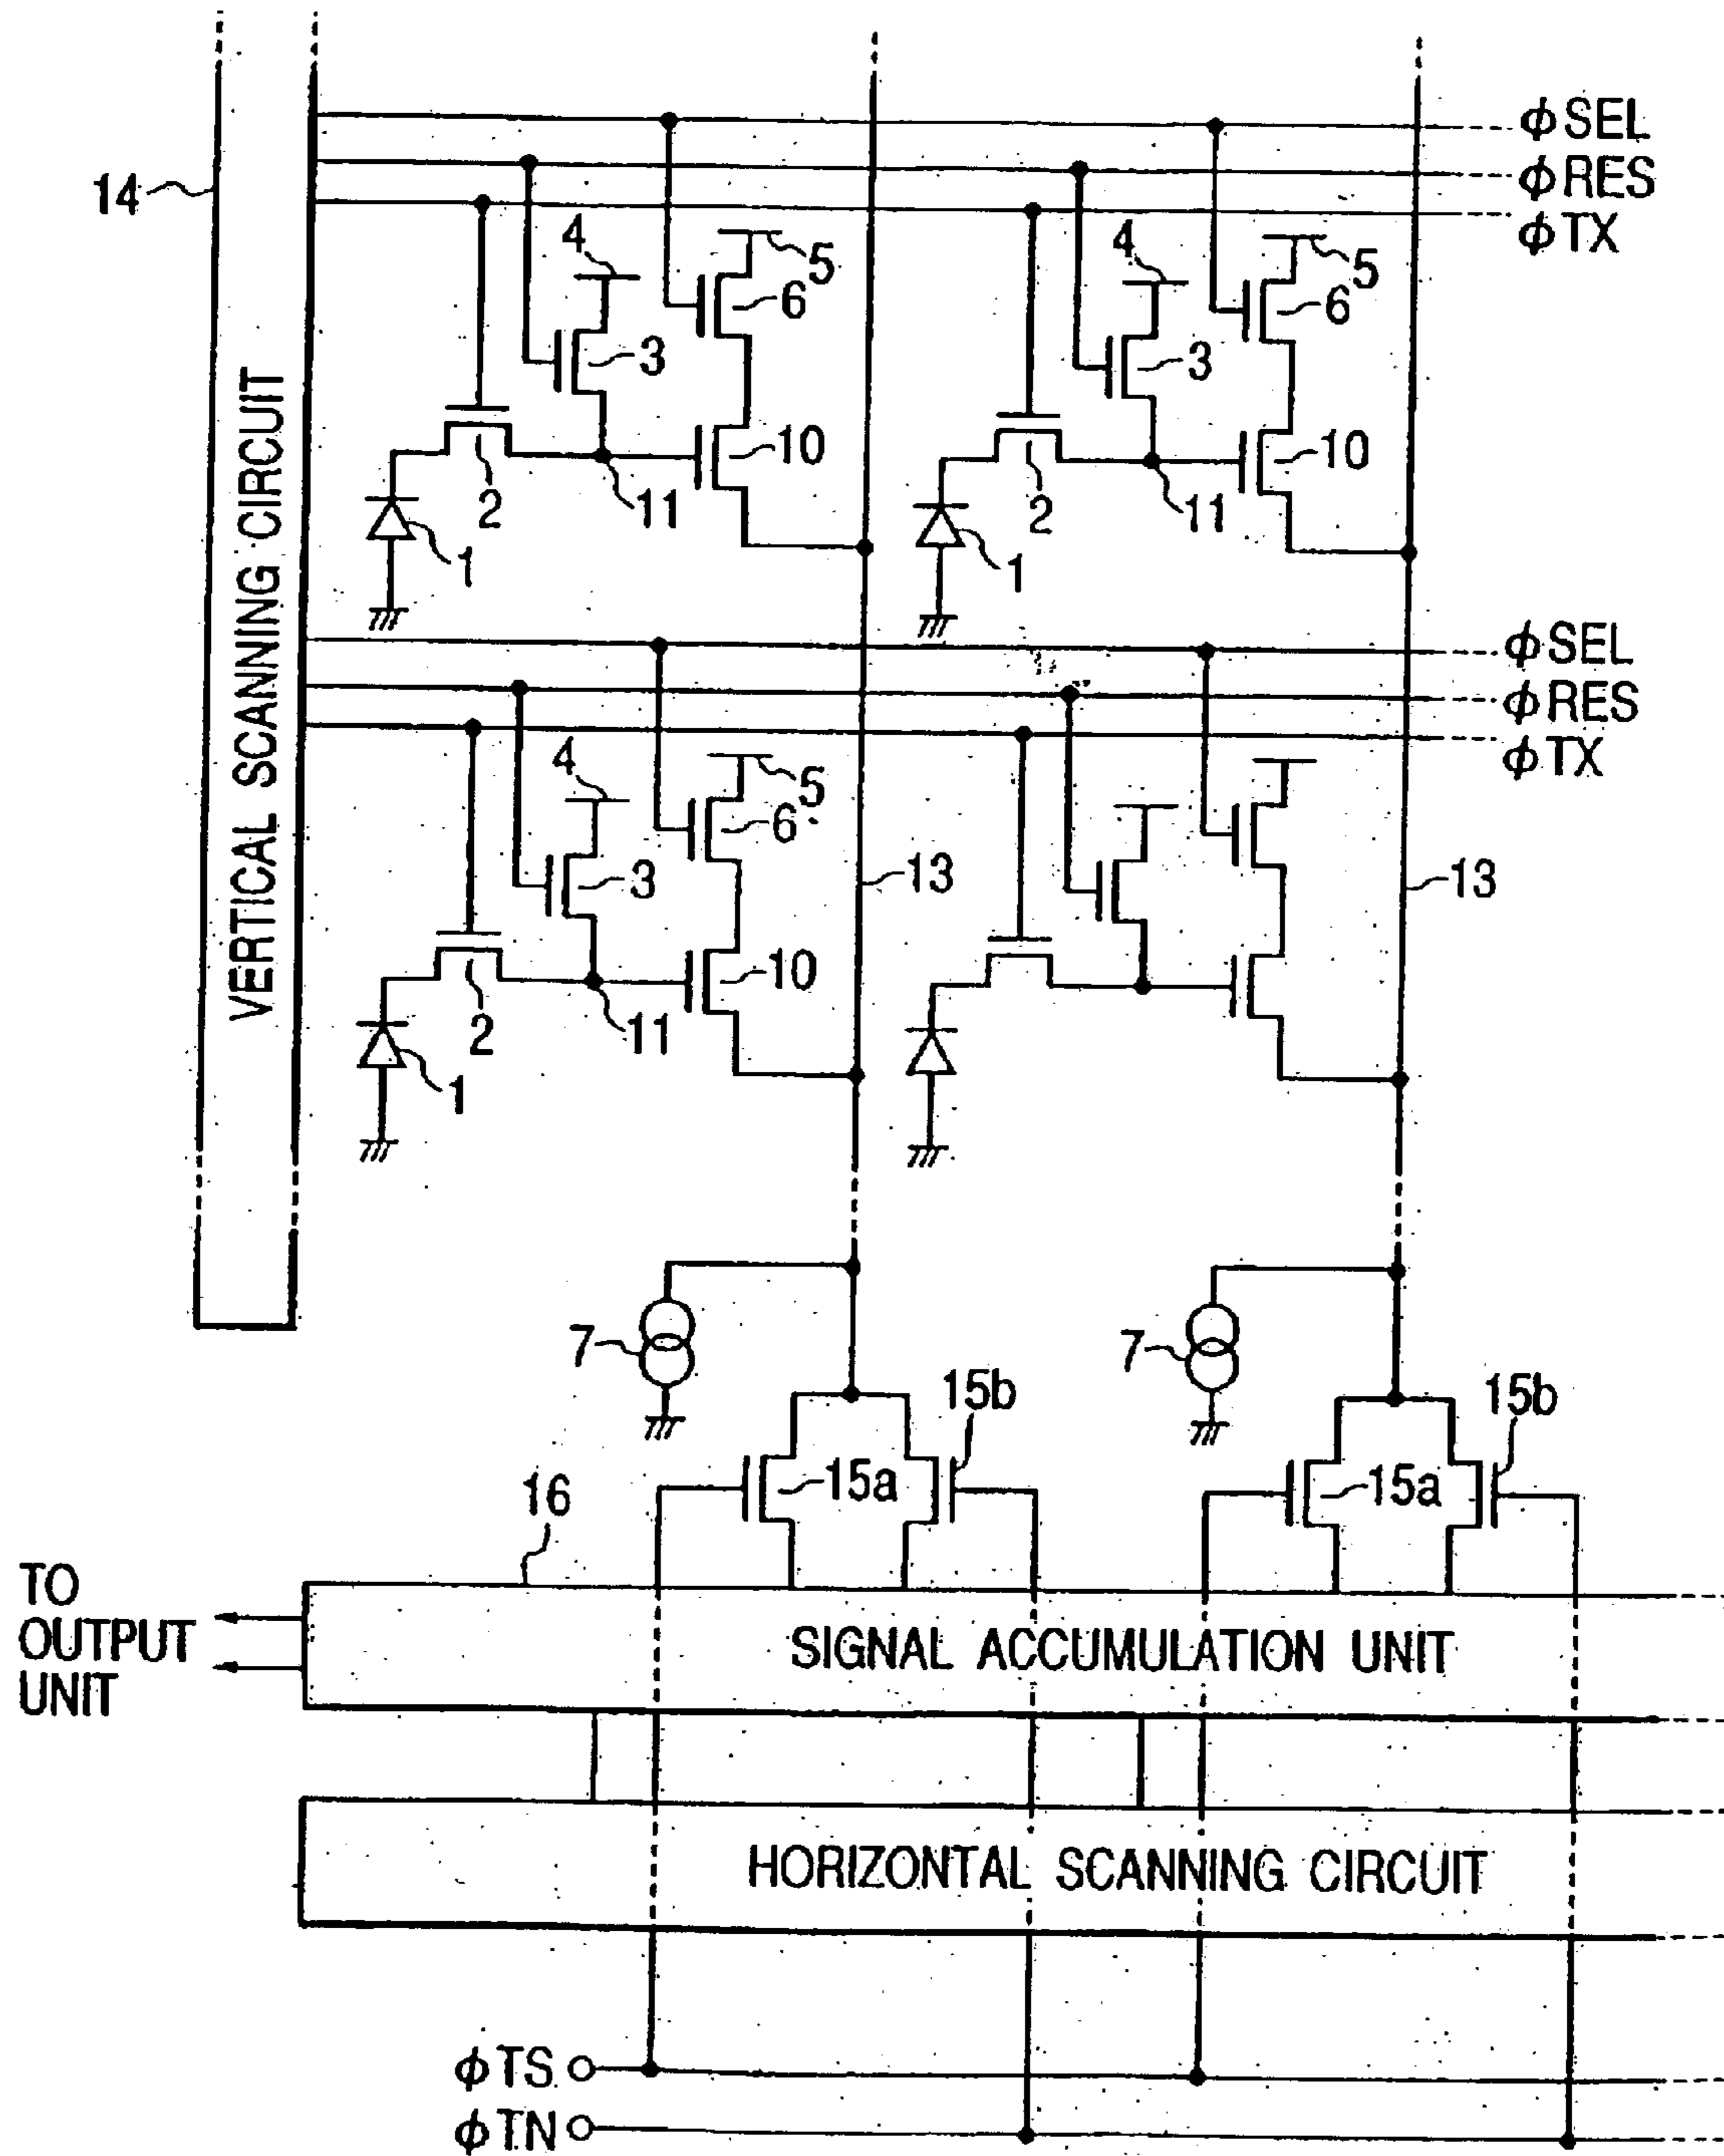 φSEL
φRES
φTX
14
4
5
6
3
10
2
11
1
4
5
6
3
10
2
11
1
VERTICAL SCANNING CIRCUIT
φSEL
φRES
φTX
4
5
6
3
10
2
11
1
13
13
7
7
15b
15b
15a
15a
16
TO
OUTPUT
UNIT
SIGNAL ACCUMULATION UNIT
HORIZONTAL SCANNING CIRCUIT
φTS
φTN